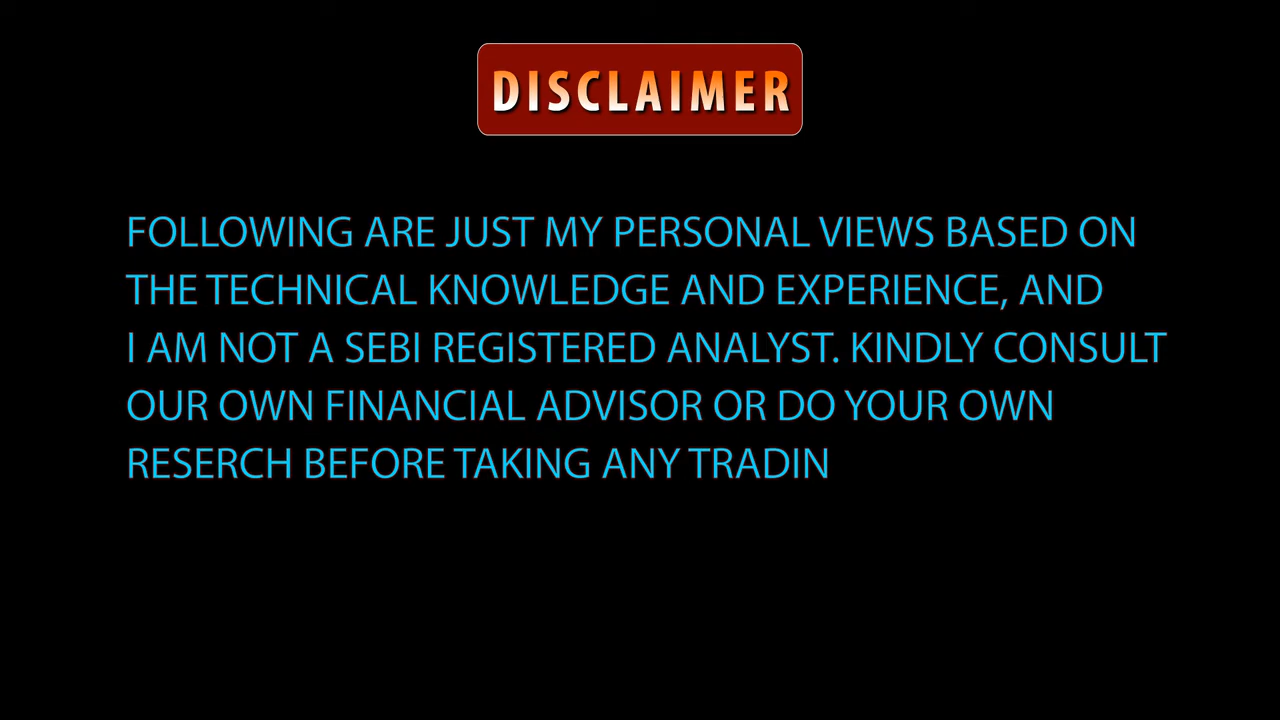 DISCLAIMER
FOLLOWING ARE JUST MY PERSONAL VIEWS BASED ON
THE TECHNICAL KNOWLEDGE AND EXPERIENCE, AND
I AM NOT A SEBI REGISTERED ANALYST. KINDLY CONSULT
OUR OWN FINANCIAL ADVISOR OR DO YOUR OWN
RESERCH BEFORE TAKING ANY TRADIN